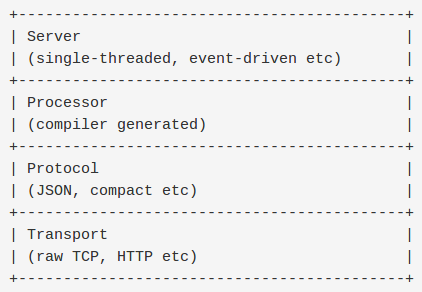 +-------------------------------------------+
| Server                                    |
| (single-threaded, event-driven etc)       |
+-------------------------------------------+
| Processor                                 |
| (compiler generated)                      |
+-------------------------------------------+
| Protocol                                  |
| (JSON, compact etc)                       |
+-------------------------------------------+
| Transport                                 |
| (raw TCP, HTTP etc)                       |
+-------------------------------------------+